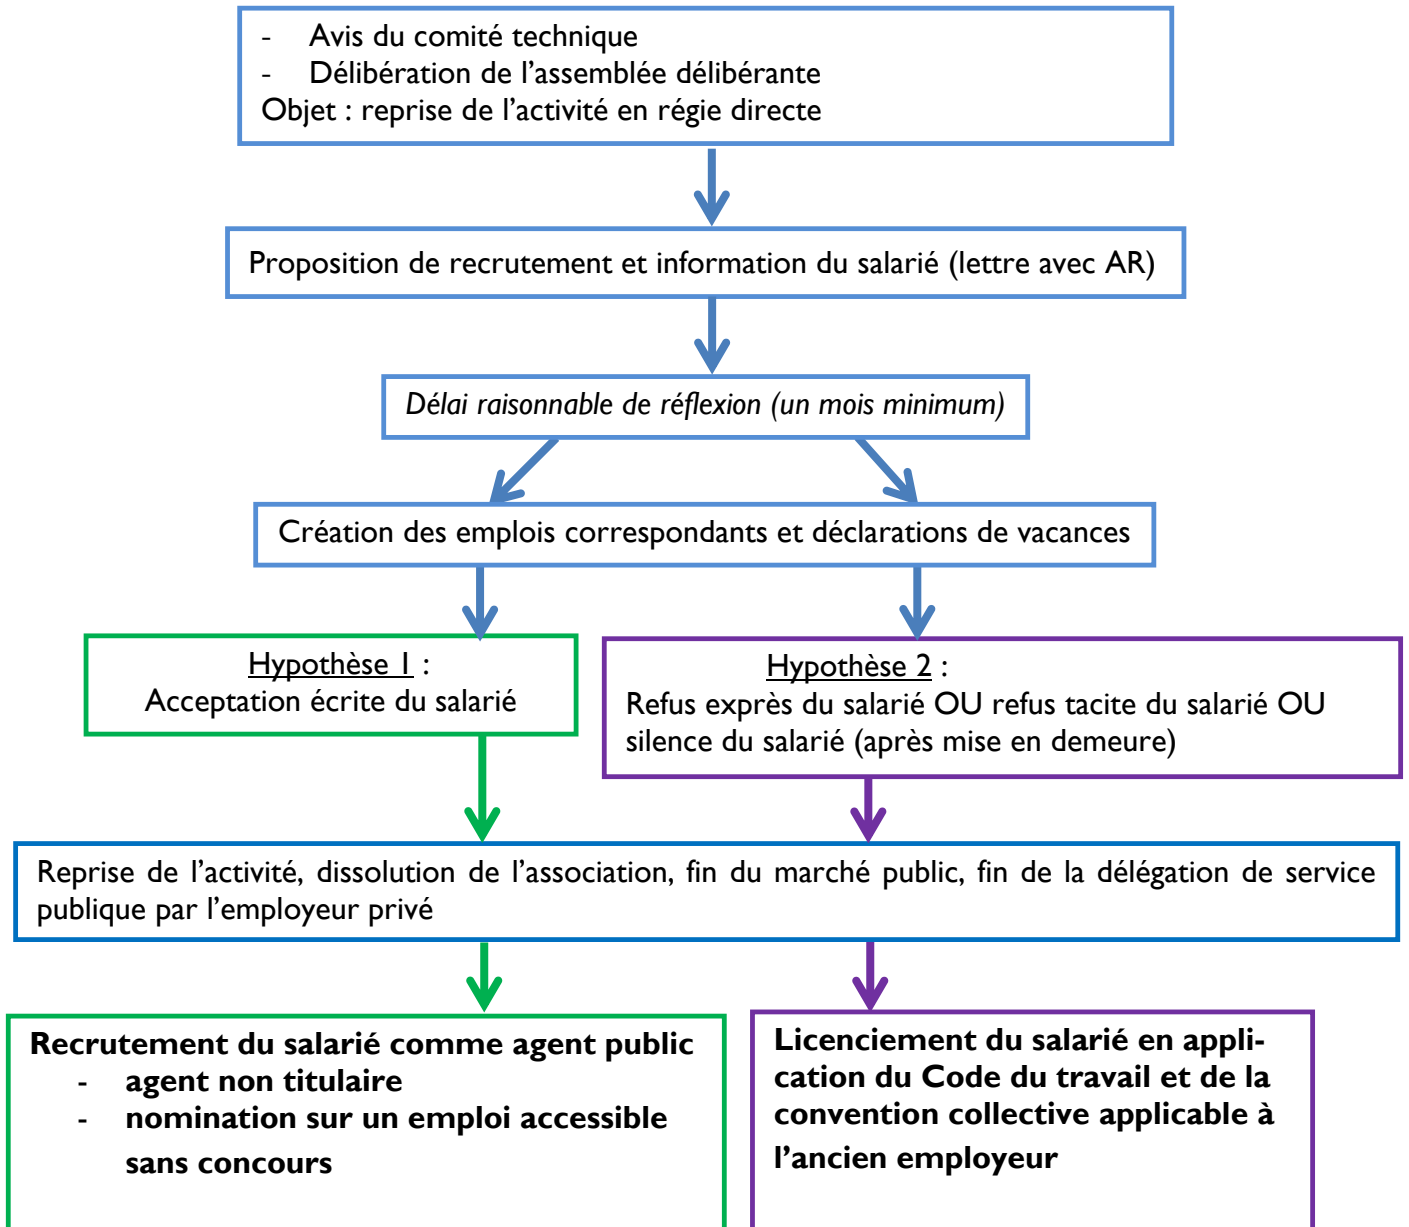 - Avis du comité technique
- Délibération de l’assemblée délibérante
Objet : reprise de l’activité en régie directe
Proposition de recrutement et information du salarié (lettre avec AR)
Délai raisonnable de réflexion (un mois minimum)
Création des emplois correspondants et déclarations de vacances
Hypothèse 1 :
Acceptation écrite du salarié
Hypothèse 2 :
Refus exprès du salarié OU refus tacite du salarié OU
silence du salarié (après mise en demeure)
Reprise de l’activité, dissolution de l’association, fin du marché public, fin de la délégation de service
publique par l’employeur privé
Recrutement du salarié comme agent public
- agent non titulaire
- nomination sur un emploi accessible
sans concours
Licenciement du salarié en appli-
cation du Code du travail et de la
convention collective applicable à
l’ancien employeur